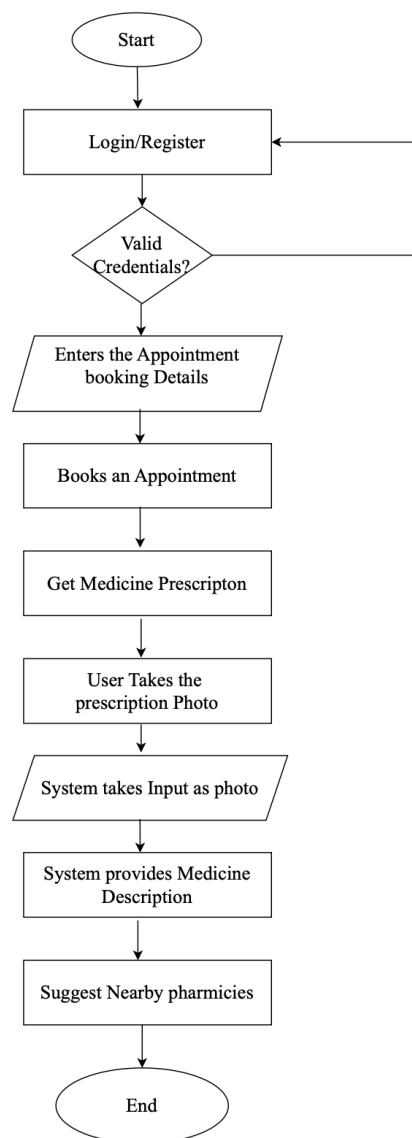 Start
Login/Register
Valid
Credentials?
Enters the Appointment
booking Details
Books an Appointment
Get Medicine Prescripton
User Takes the
prescription Photo
System takes Input as photo
System provides Medicine
Description
Suggest Nearby pharmicies
End